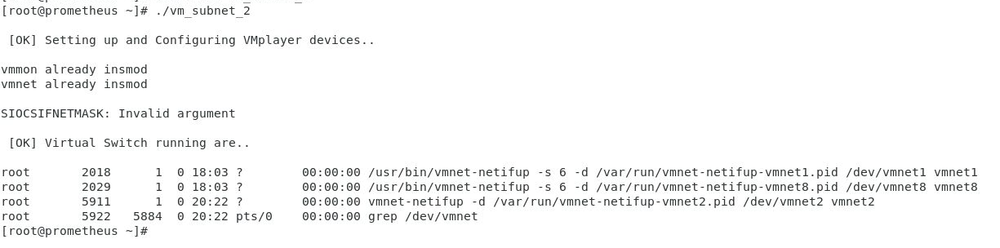 [root@prometheus ~]# ./vm_subnet_2
[OK] Setting up and Configuring VMplayer devices..
vmmon already insmod
vmnet already insmod
SIOCSIFNETMASK: Invalid argument
[OK] Virtual Switch running are..
root       2018      1  0 18:03 ?        00:00:00 /usr/bin/vmnet-netifup -s 6 -d /var/run/vmnet-netifup-vmnet1.pid /dev/vmnet1 vmnet1
root       2029      1  0 18:03 ?        00:00:00 /usr/bin/vmnet-netifup -s 6 -d /var/run/vmnet-netifup-vmnet8.pid /dev/vmnet8 vmnet8
root       5911      1  0 20:22 ?        00:00:00 vmnet-netifup -d /var/run/vmnet-netifup-vmnet2.pid /dev/vmnet2 vmnet2
root       5922   5884  0 20:22 pts/0    00:00:00 grep /dev/vmnet
[root@prometheus ~]#